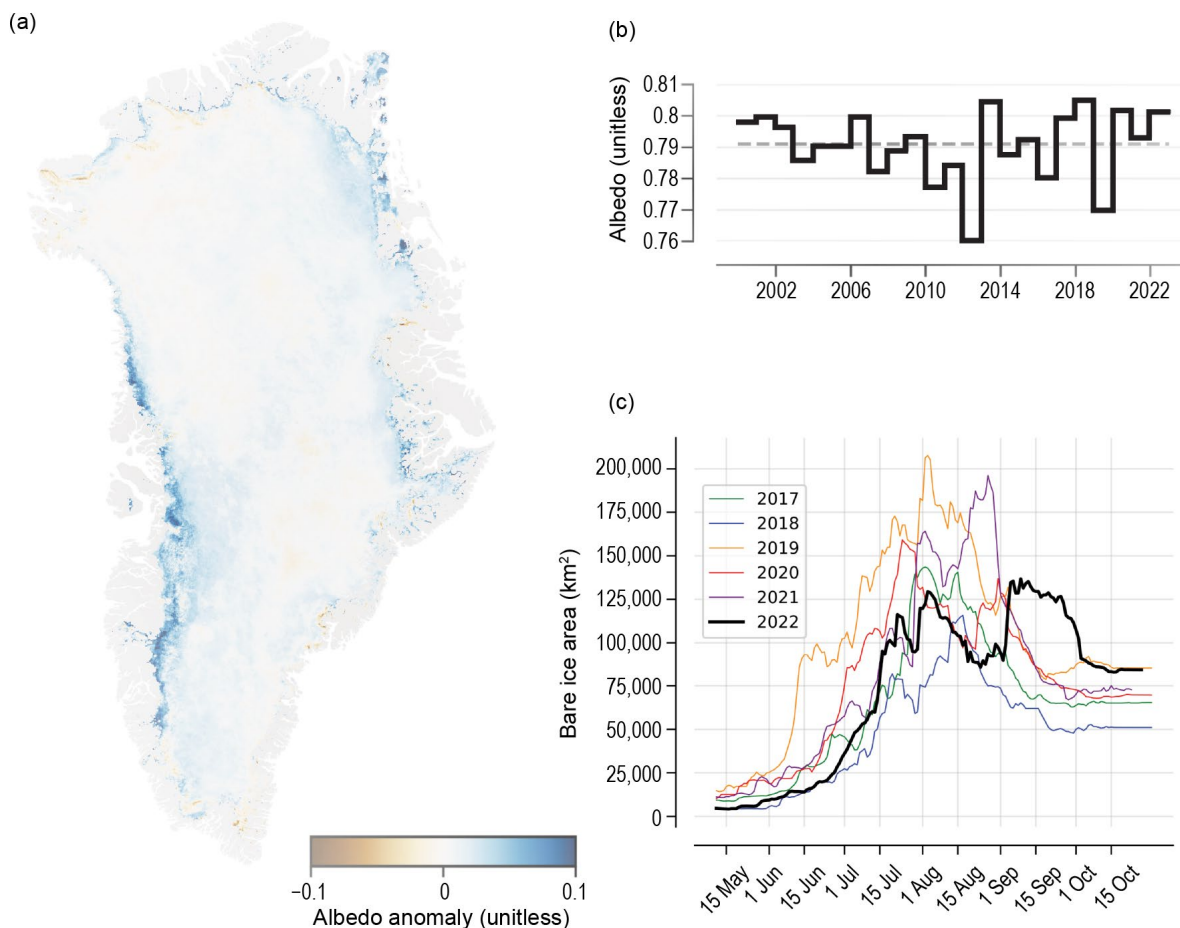 (a)
−0.1
0
0.1
Albedo anomaly (unitless)
(b)
Albedo (unitless)
0.81
0.8
0.79
0.78
0.77
0.76
2002
2006
2010
2014
2018
2022
(c)
Bare ice area (km²)
200,000
175,000
150,000
125,000
100,000
75,000
50,000
25,000
0
2017
2018
2019
2020
2021
2022
15 May
1 Jun
15 Jun
1 Jul
15 Jul
1 Aug
15 Aug
1 Sep
15 Sep
1 Oct
15 Oct